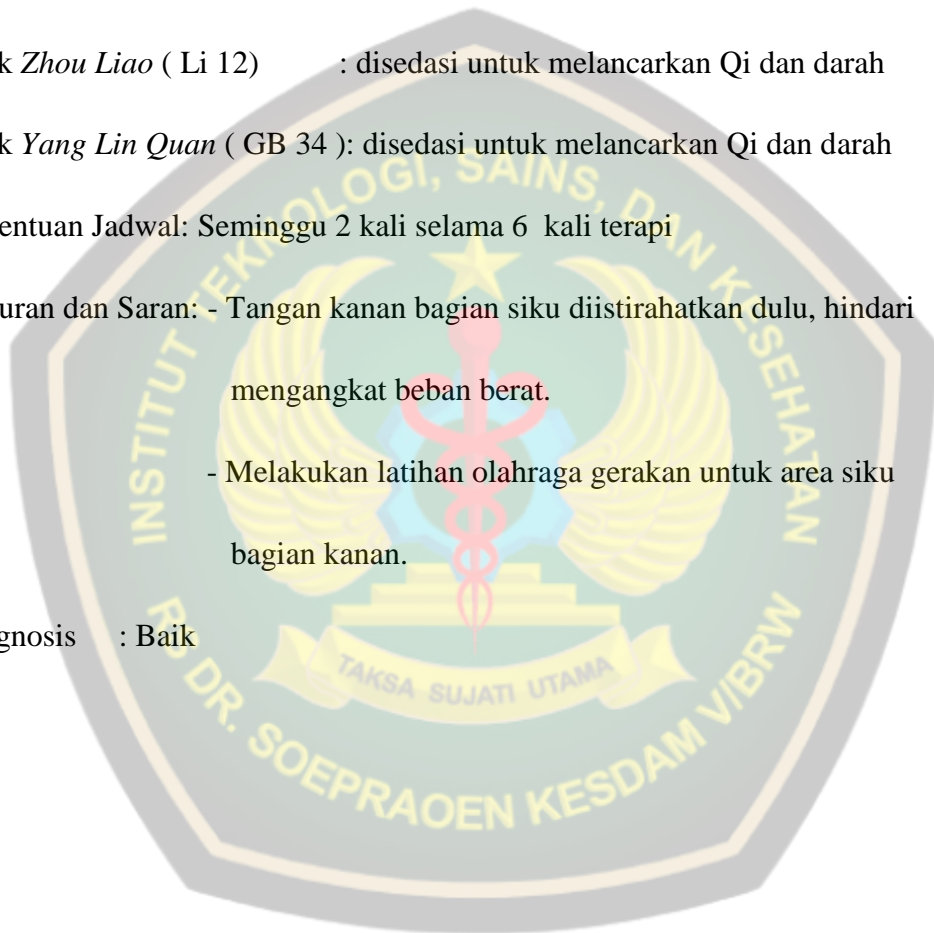 k Zhou Liao ( Li 12) : disedasi untuk melancarkan Qi dan darah
k Yang Lin Quan ( GB 34 ): disedasi untuk melancarkan Qi dan darah
entuan Jadwal: Seminggu 2 kali selama 6 kali terapi
uran dan Saran: - Tangan kanan bagian siku diistirahatkan dulu, hindari
mengangkat beban berat.
- Melakukan latihan olahraga gerakan untuk area siku
bagian kanan.
gnosis : Baik
INSTITUT TEKNOLOGI, SAINS, DAN KESEHATAN
RS DR. SOEPRAOEN KESDAM V/BRW
TAKSA SUJATI UTAMA